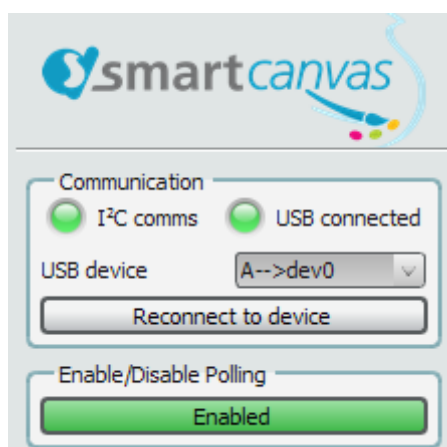 smartcanvas
Communication
I²C comms USB connected
USB device A-->dev0
Reconnect to device
Enable/Disable Polling
Enabled